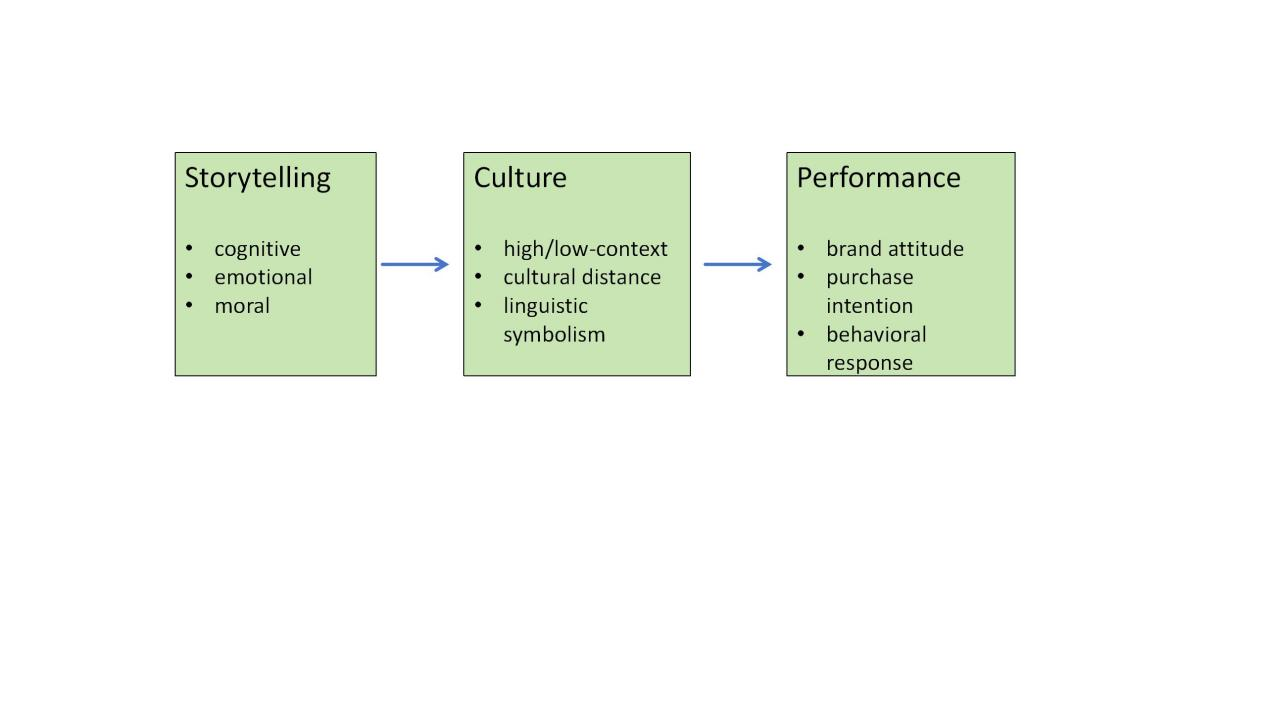 Storytelling
• cognitive
• emotional
• moral
Culture
• high/low-context
• cultural distance
• linguistic
symbolism
Performance
• brand attitude
• purchase
intention
• behavioral
response